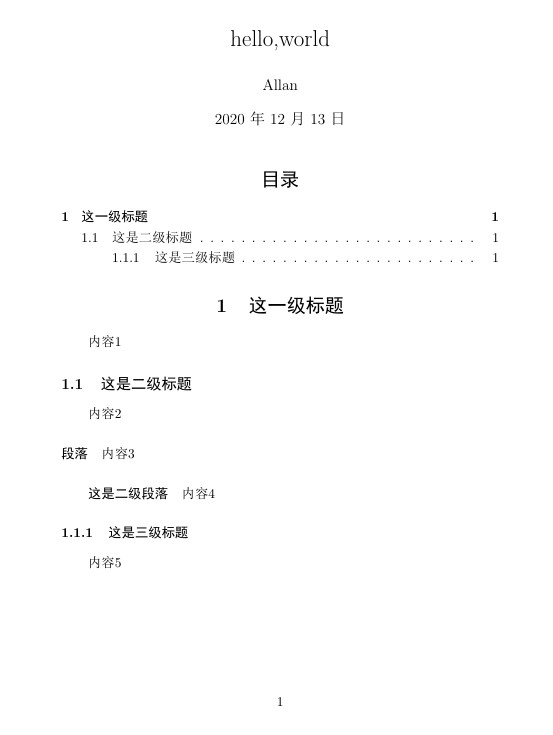 hello,world
Allan
2020 年 12 月 13 日
目录
1 这一级标题 1
1.1 这是二级标题 . . . . . . . . . . . . . . . . . . . . . . . . . . . 1
1.1.1 这是三级标题 . . . . . . . . . . . . . . . . . . . . . . . 1
1 这一级标题
内容1
1.1 这是二级标题
内容2
段落 内容3
这是二级段落 内容4
1.1.1 这是三级标题
内容5
1